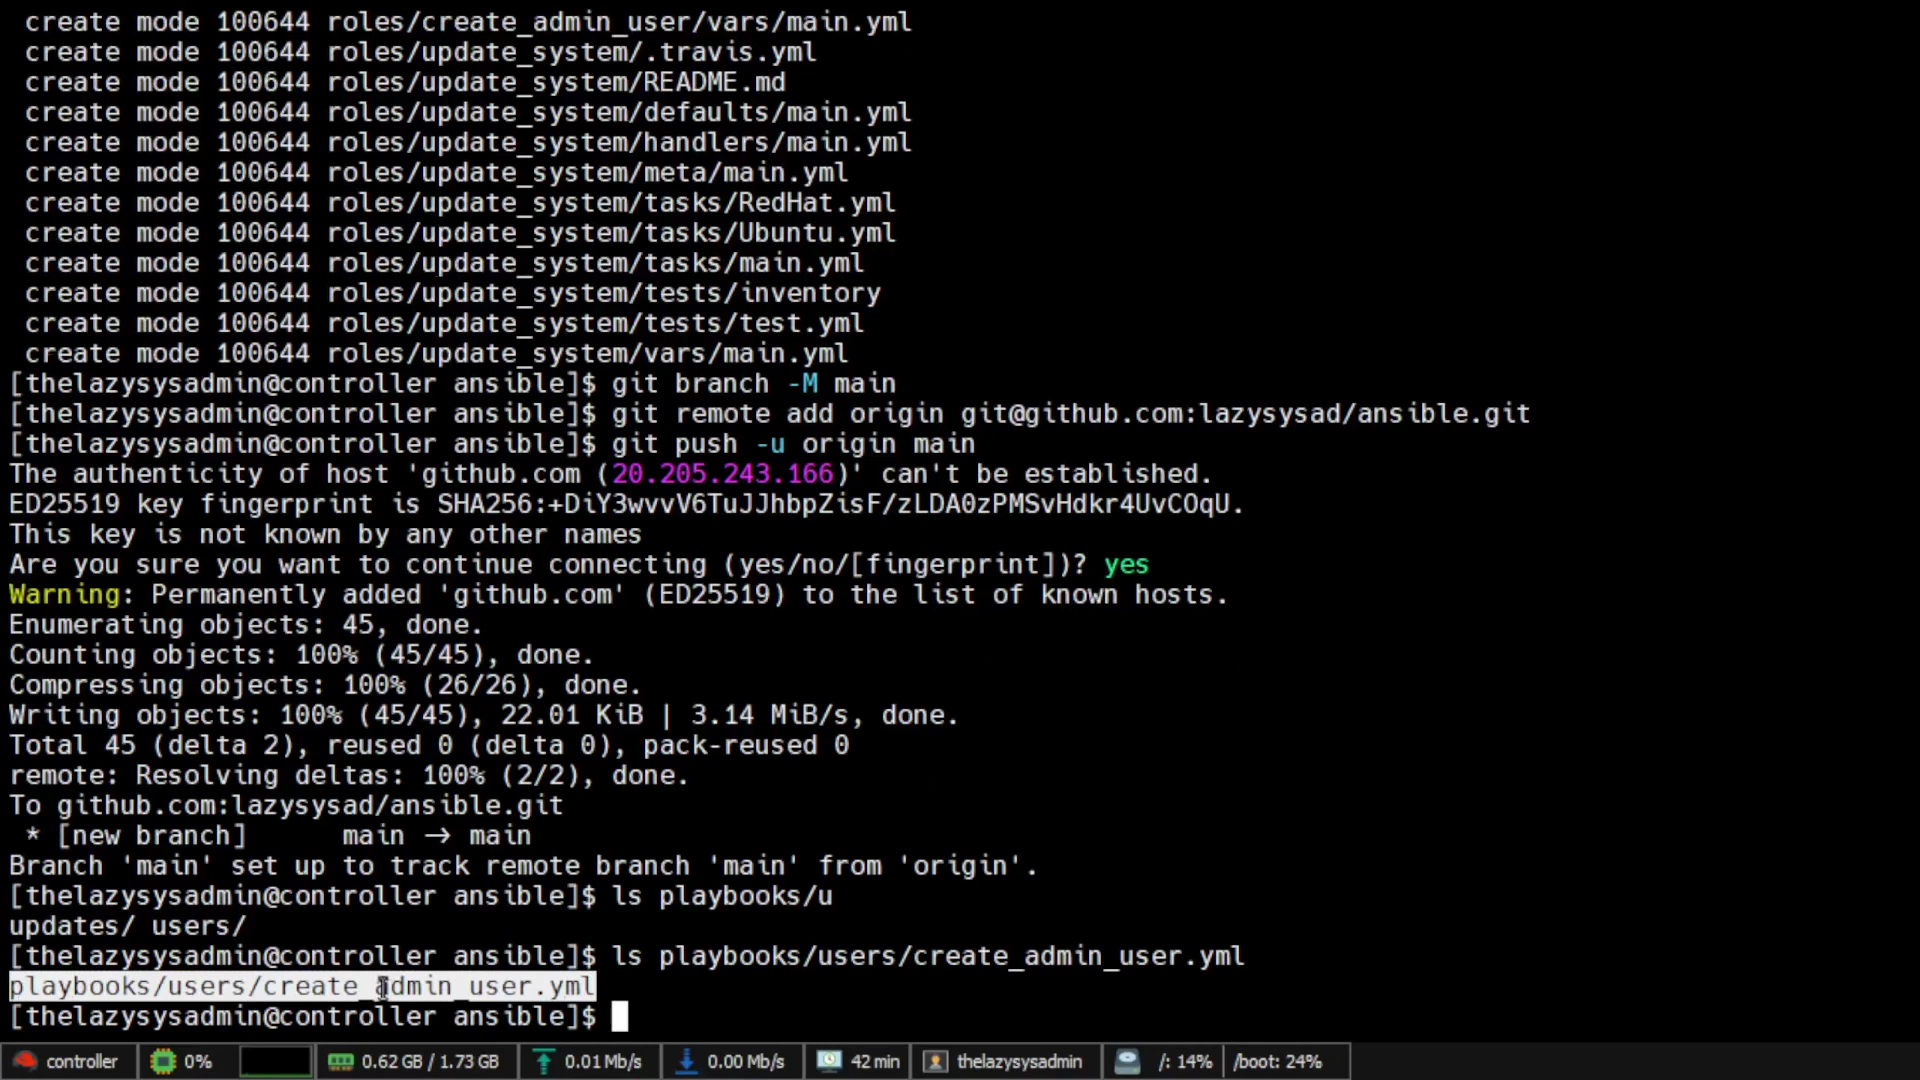 create mode 100644 roles/create_admin_user/vars/main.yml
create mode 100644 roles/update_system/.travis.yml
create mode 100644 roles/update_system/README.md
create mode 100644 roles/update_system/defaults/main.yml
create mode 100644 roles/update_system/handlers/main.yml
create mode 100644 roles/update_system/meta/main.yml
create mode 100644 roles/update_system/tasks/RedHat.yml
create mode 100644 roles/update_system/tasks/Ubuntu.yml
create mode 100644 roles/update_system/tasks/main.yml
create mode 100644 roles/update_system/tests/inventory
create mode 100644 roles/update_system/tests/test.yml
create mode 100644 roles/update_system/vars/main.yml
[thelazysysadmin@controller ansible]$ git branch -M main
[thelazysysadmin@controller ansible]$ git remote add origin git@github.com:lazysysad/ansible.git
[thelazysysadmin@controller ansible]$ git push -u origin main
The authenticity of host 'github.com (20.205.243.166)' can't be established.
ED25519 key fingerprint is SHA256:+DiY3wvvV6TuJJhbpZisF/zLDA0zPMSvHdkr4UvCOqU.
This key is not known by any other names
Are you sure you want to continue connecting (yes/no/[fingerprint])? yes
Warning: Permanently added 'github.com' (ED25519) to the list of known hosts.
Enumerating objects: 45, done.
Counting objects: 100% (45/45), done.
Compressing objects: 100% (26/26), done.
Writing objects: 100% (45/45), 22.01 KiB | 3.14 MiB/s, done.
Total 45 (delta 2), reused 0 (delta 0), pack-reused 0
remote: Resolving deltas: 100% (2/2), done.
To github.com:lazysysad/ansible.git
 * [new branch]      main -> main
Branch 'main' set up to track remote branch 'main' from 'origin'.
[thelazysysadmin@controller ansible]$ ls playbooks/u
updates/ users/
[thelazysysadmin@controller ansible]$ ls playbooks/users/create_admin_user.yml
playbooks/users/create_admin_user.yml
[thelazysysadmin@controller ansible]$
controller 0% 0.62 GB / 1.73 GB 0.01 Mb/s 0.00 Mb/s 42 min thelazysysadmin /: 14% /boot: 24%